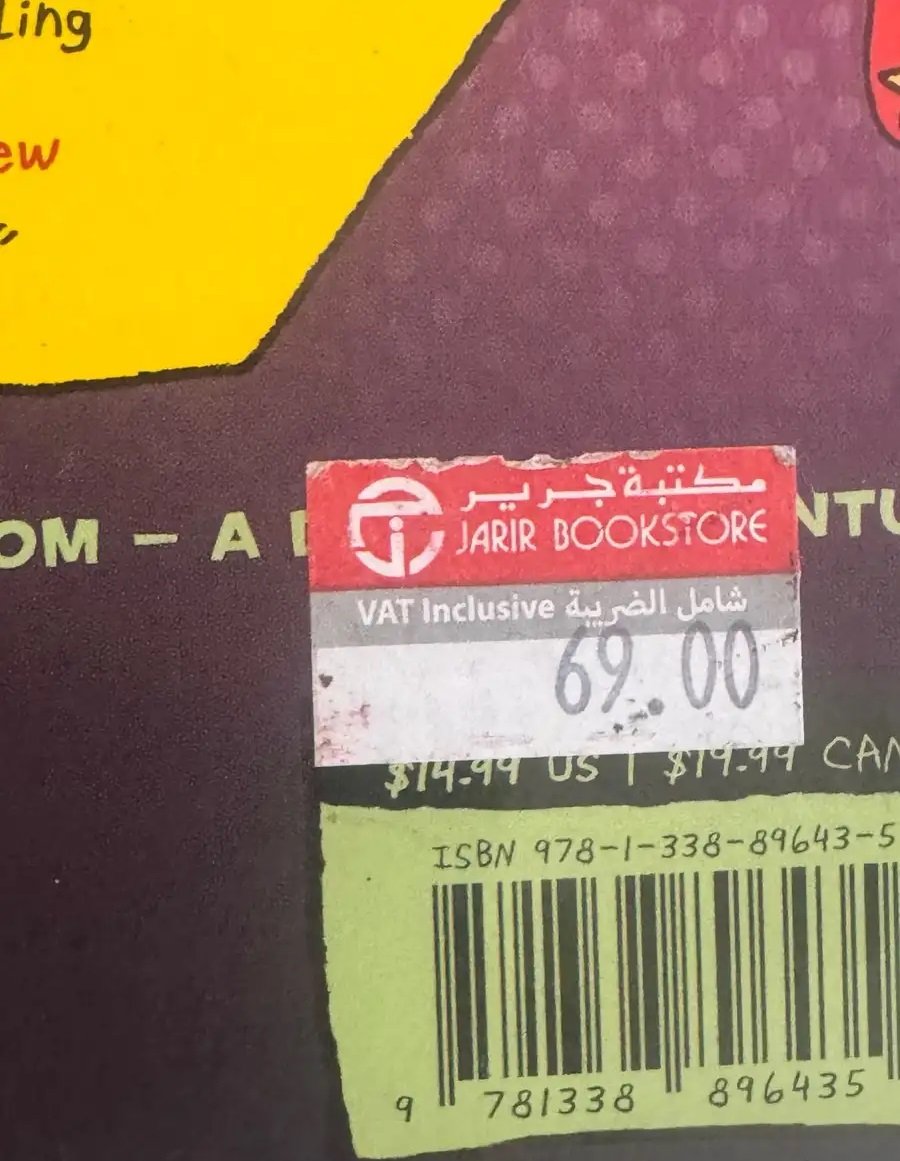 ling
ew
OM – A
NTU
مكتبة جرير
JARIR BOOKSTORE
VAT Inclusive شامل الضريبة
69.00
$14.99 US | $19.99 CAN
ISBN 978-1-338-89643-5
9 781338 896435